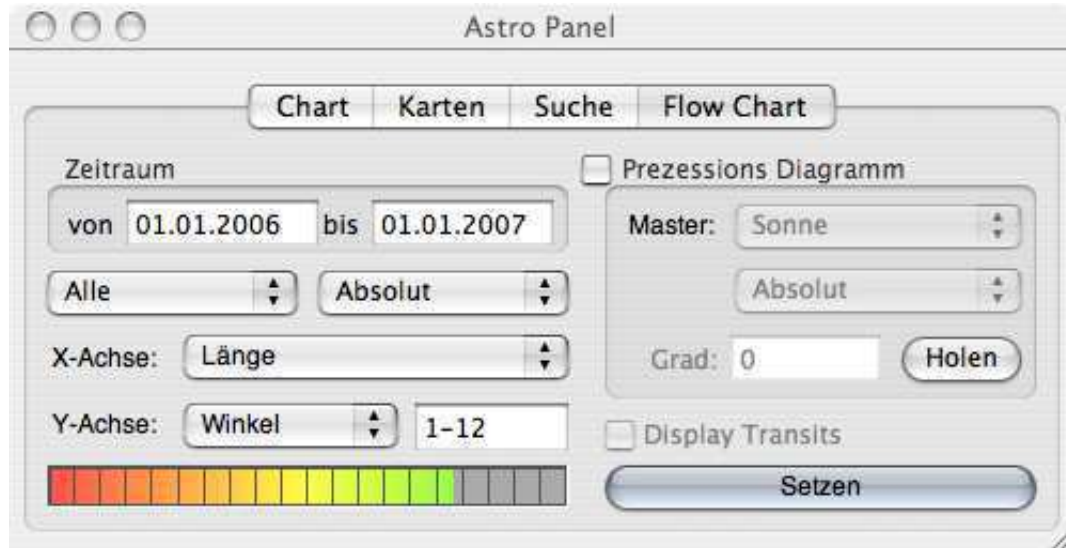 Astro Panel
Chart Karten Suche Flow Chart
Zeitraum
von 01.01.2006 bis 01.01.2007
Alle Absolut
X-Achse: Länge
Y-Achse: Winkel 1-12
Prezessions Diagramm
Master: Sonne
Absolut
Grad: 0 Holen
Display Transits
Setzen